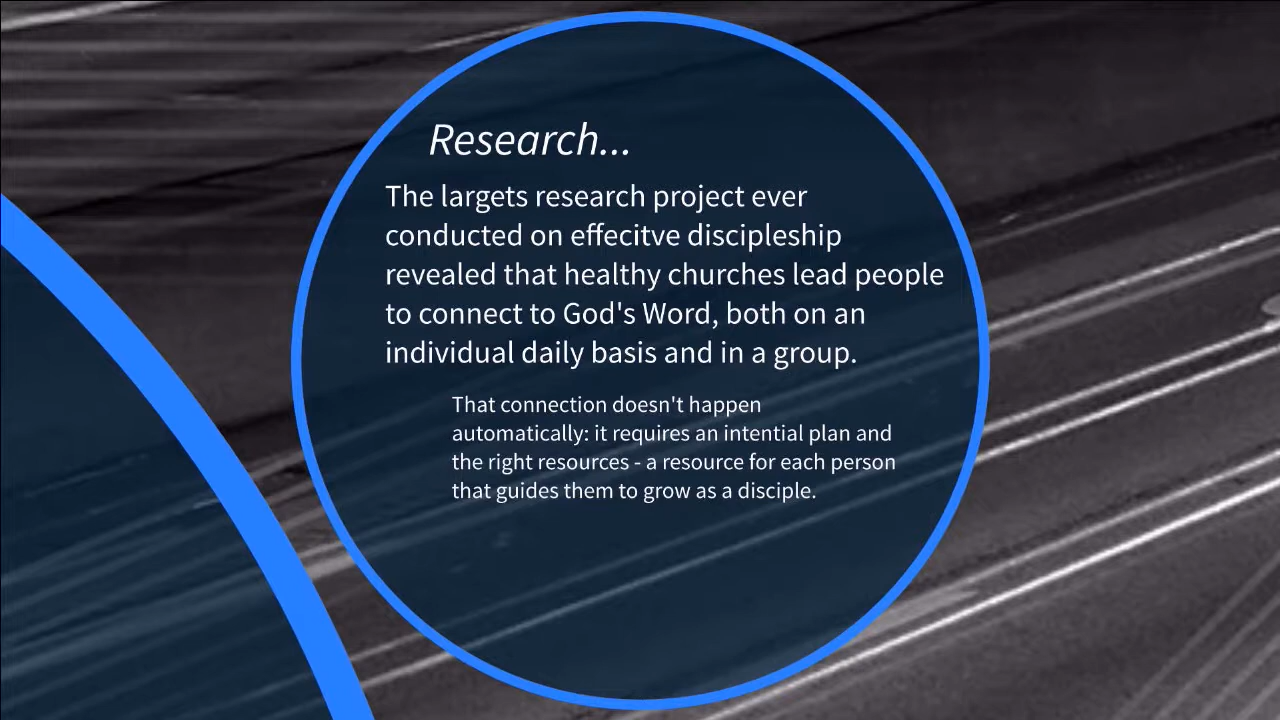 Research...
The largets research project ever
conducted on effecitve discipleship
revealed that healthy churches lead people
to connect to God's Word, both on an
individual daily basis and in a group.
That connection doesn't happen
automatically: it requires an intential plan and
the right resources - a resource for each person
that guides them to grow as a disciple.